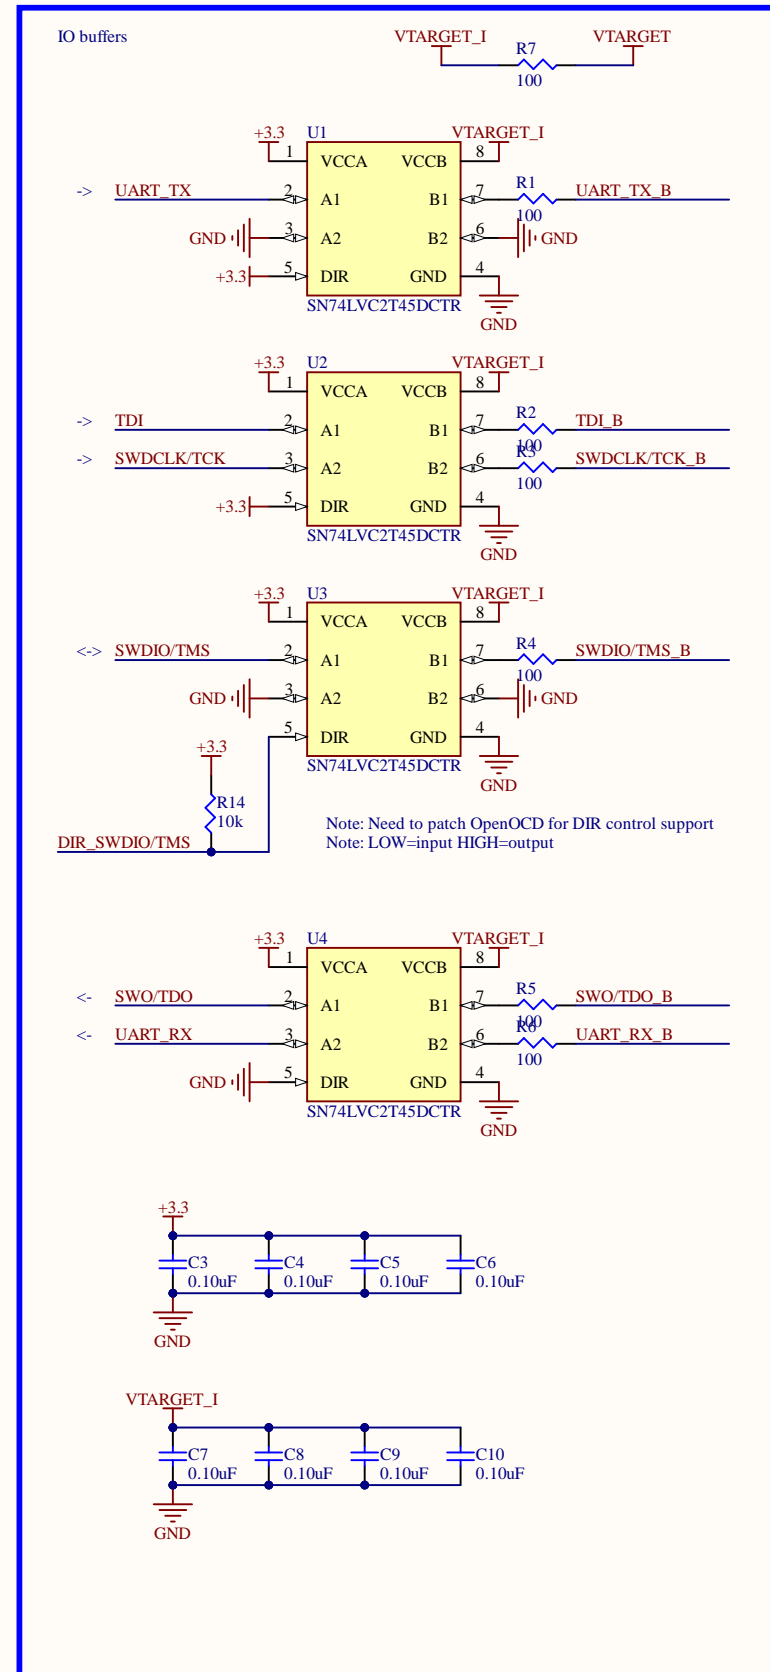 IO buffers
VTARGET_I
R7
100
VTARGET
+3.3
U1
VTARGET_I
1
VCCA
VCCB
8
->
UART_TX
2
A1
B1
7
R1
100
UART_TX_B
GND
3
A2
B2
6
GND
+3.3
5
DIR
GND
4
SN74LVC2T45DCTR
GND
+3.3
U2
VTARGET_I
1
VCCA
VCCB
8
->
TDI
2
A1
B1
7
R2
100
TDI_B
->
SWDCLK/TCK
3
A2
B2
6
R3
100
SWDCLK/TCK_B
+3.3
5
DIR
GND
4
SN74LVC2T45DCTR
GND
+3.3
U3
VTARGET_I
1
VCCA
VCCB
8
<->
SWDIO/TMS
2
A1
B1
7
R4
100
SWDIO/TMS_B
GND
3
A2
B2
6
GND
5
DIR
GND
4
SN74LVC2T45DCTR
GND
+3.3
R14
10k
DIR_SWDIO/TMS
Note: Need to patch OpenOCD for DIR control support
Note: LOW=input HIGH=output
+3.3
U4
VTARGET_I
1
VCCA
VCCB
8
<-
SWO/TDO
2
A1
B1
7
R5
100
SWO/TDO_B
<-
UART_RX
3
A2
B2
6
R6
100
UART_RX_B
GND
5
DIR
GND
4
SN74LVC2T45DCTR
GND
+3.3
C3
0.10uF
C4
0.10uF
C5
0.10uF
C6
0.10uF
GND
VTARGET_I
C7
0.10uF
C8
0.10uF
C9
0.10uF
C10
0.10uF
GND